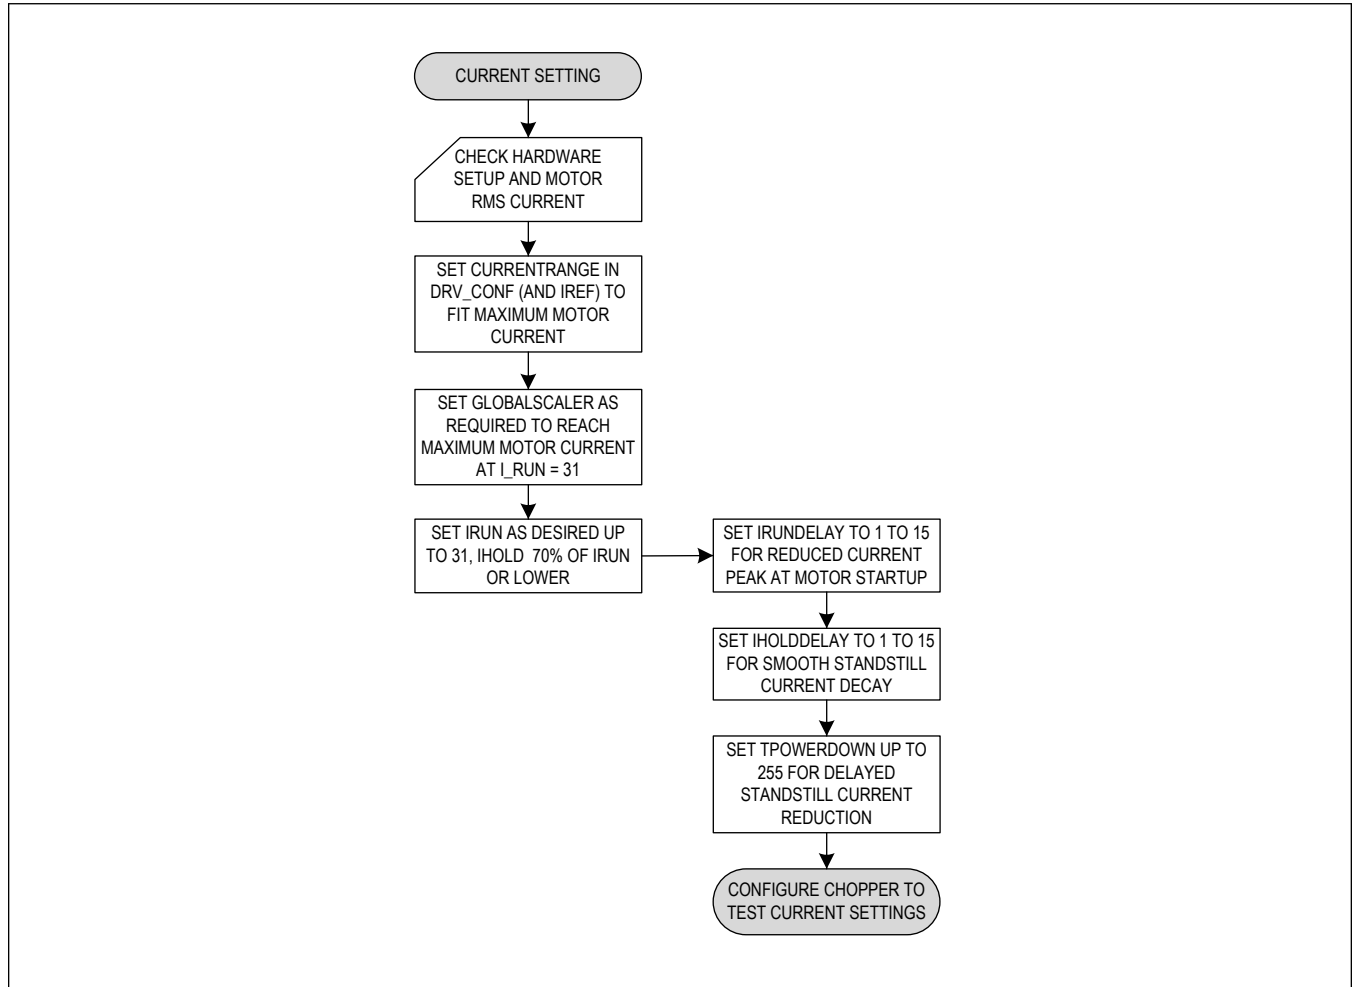 CURRENT SETTING
CHECK HARDWARE
SETUP AND MOTOR
RMS CURRENT
SET CURRENTRANGE IN
DRV_CONF (AND IREF) TO
FIT MAXIMUM MOTOR
CURRENT
SET GLOBALSCALER AS
REQUIRED TO REACH
MAXIMUM MOTOR CURRENT
AT I_RUN = 31
SET IRUN AS DESIRED UP
TO 31, IHOLD 70% OF IRUN
OR LOWER
SET IRUNDELAY TO 1 TO 15
FOR REDUCED CURRENT
PEAK AT MOTOR STARTUP
SET IHOLDDELAY TO 1 TO 15
FOR SMOOTH STANDSTILL
CURRENT DECAY
SET TPOWERDOWN UP TO
255 FOR DELAYED
STANDSTILL CURRENT
REDUCTION
CONFIGURE CHOPPER TO
TEST CURRENT SETTINGS